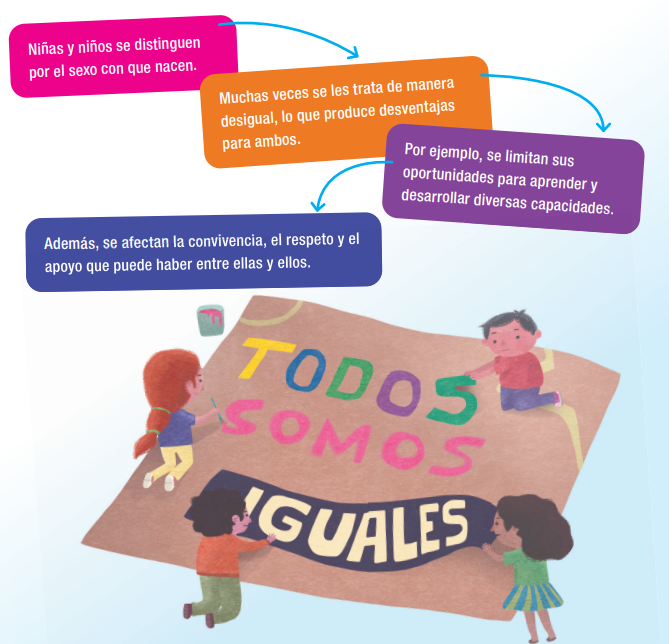 Niñas y niños se distinguen
por el sexo con que nacen.
Muchas veces se les trata de manera
desigual, lo que produce desventajas
para ambos.
Por ejemplo, se limitan sus
oportunidades para aprender y
desarrollar diversas capacidades.
Además, se afectan la convivencia, el respeto y el
apoyo que puede haber entre ellas y ellos.
TODOS
SOMOS
IGUALES